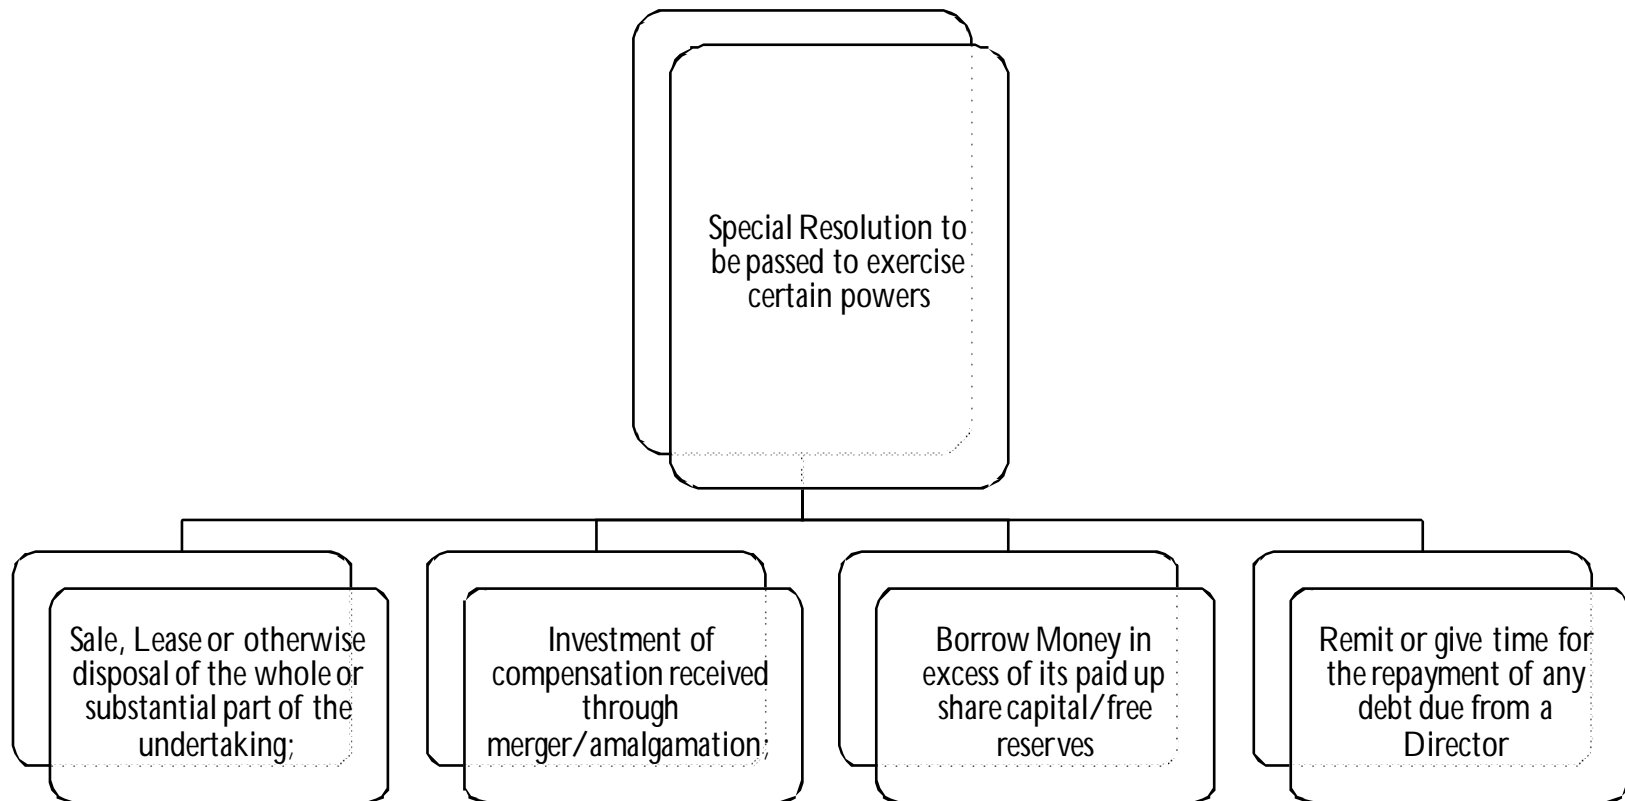 Special Resolution to
be passed to exercise
certain powers
Sale, Lease or otherwise
disposal of the whole or
substantial part of the
undertaking;
Investment of
compensation received
through
merger/amalgamation;
Borrow Money in
excess of its paid up
share capital/free
reserves
Remit or give time for
the repayment of any
debt due from a
Director